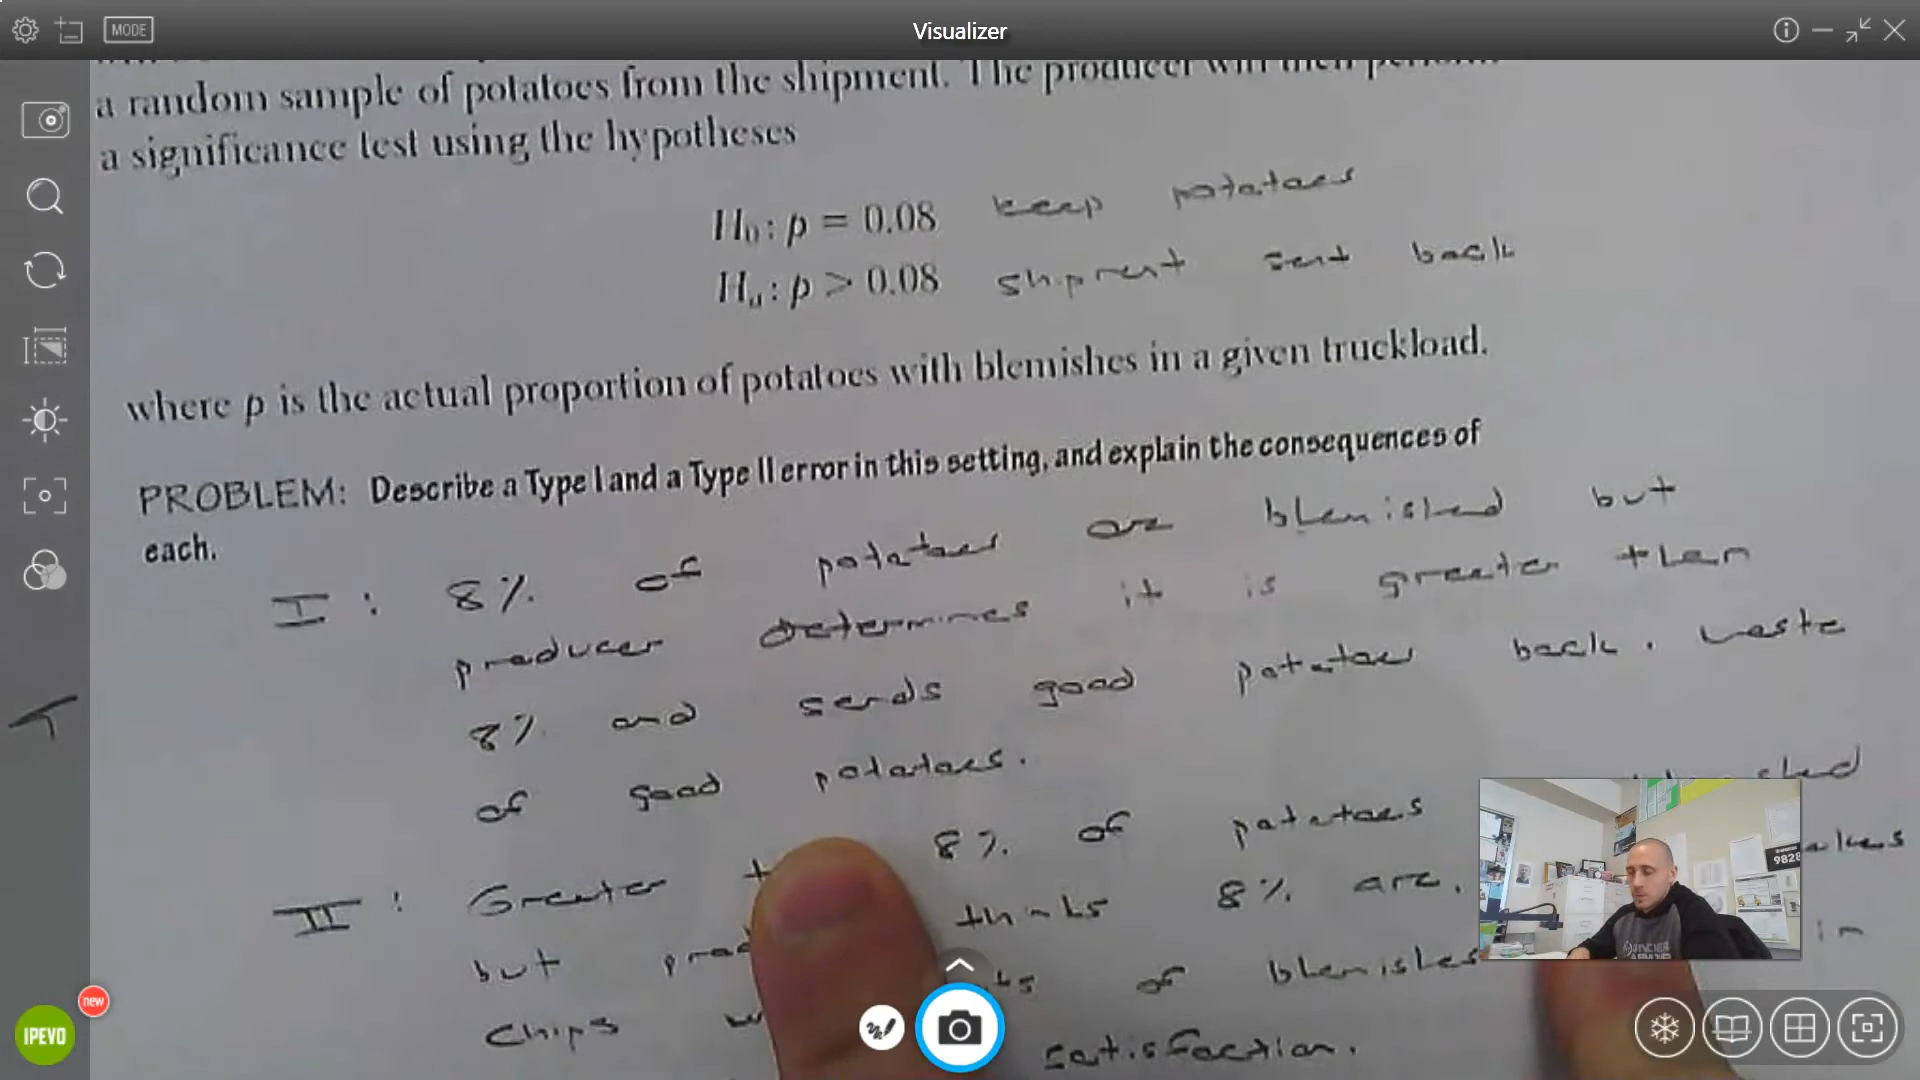 MODE
Visualizer
a random sample of potatoes from the shipment. The producer will then perform
a significance test using the hypotheses
H₀: p = 0.08 keep potatoes
Hₐ: p > 0.08 shipment sent back
where p is the actual proportion of potatoes with blemishes in a given truckload.
PROBLEM: Describe a Type I and a Type II error in this setting, and explain the consequences of
each.
I: 8% of potatoes are blemished but
producer determines it is greater than
8% and sends good potatoes back. waste
of good potatoes.
II: Greater 8% of potatoes
but thinks 8% are.
chips of blemishes in
satisfaction.
9828
new
IPEVO